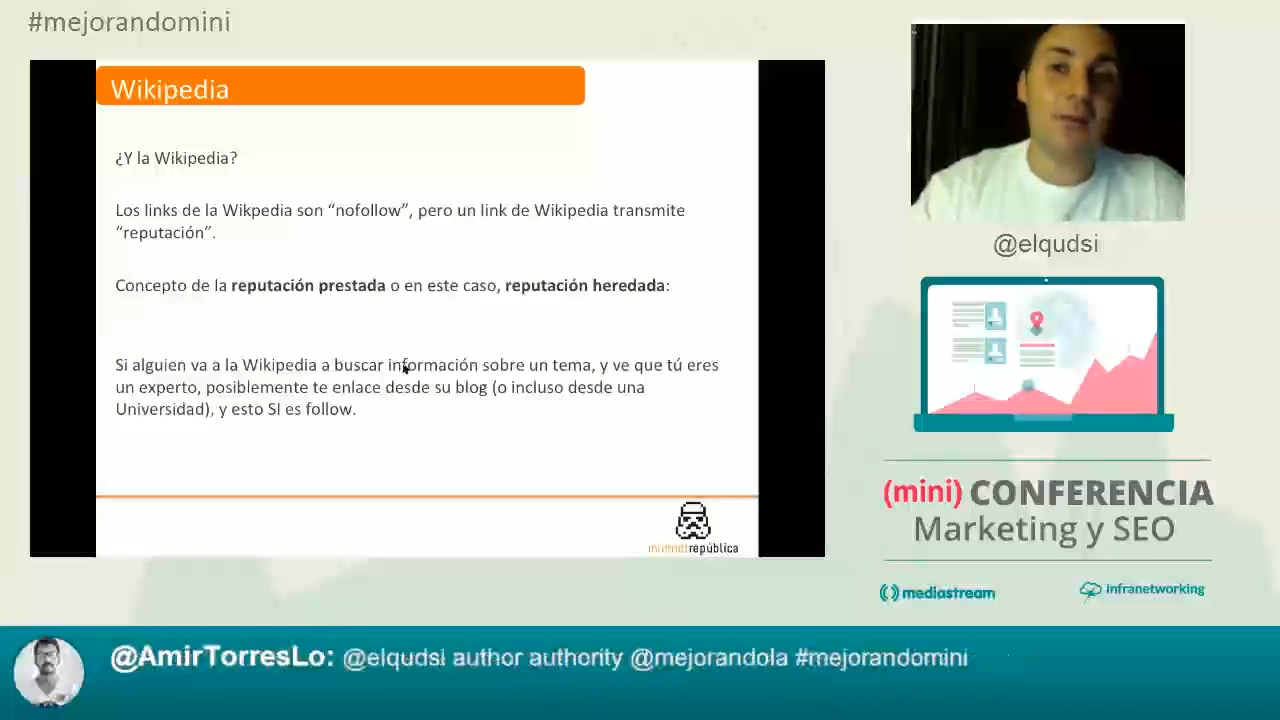 #mejorandomini
Wikipedia
¿Y la Wikipedia?
Los links de la Wikpedia son “nofollow”, pero un link de Wikipedia transmite
“reputación”.
Concepto de la reputación prestada o en este caso, reputación heredada:
Si alguien va a la Wikipedia a buscar información sobre un tema, y ve que tú eres
un experto, posiblemente te enlace desde su blog (o incluso desde una
Universidad), y esto SI es follow.
república
@elqudsi
(mini) CONFERENCIA
Marketing y SEO
mediastream
infranetworking
@AmirTorresLo: @elqudsi author authority @mejorandola #mejorandomini